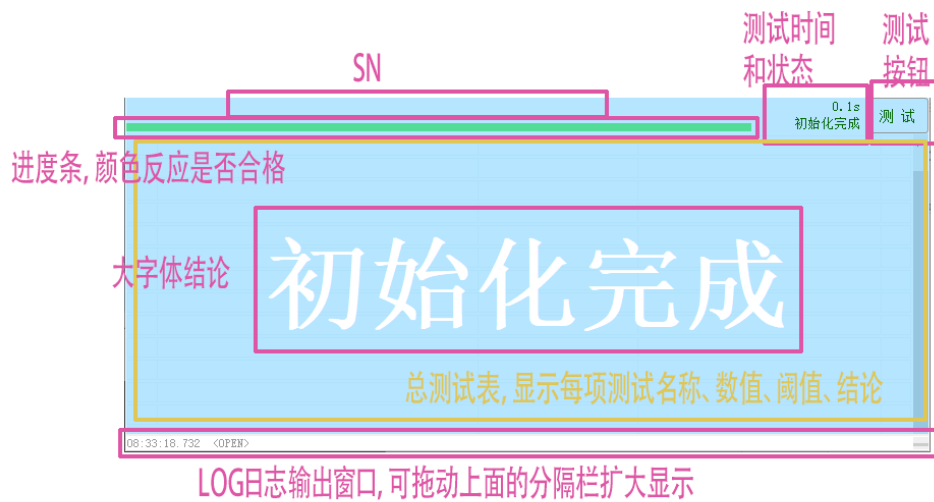 测试时间
和状态
测试
按钮
SN
0.1s
初始化完成
测 试
进度条, 颜色反应是否合格
大字体结论
初始化完成
总测试表, 显示每项测试名称、数值、阈值、结论
08:33:18.732 <OPEN>
LOG日志输出窗口, 可拖动上面的分隔栏扩大显示